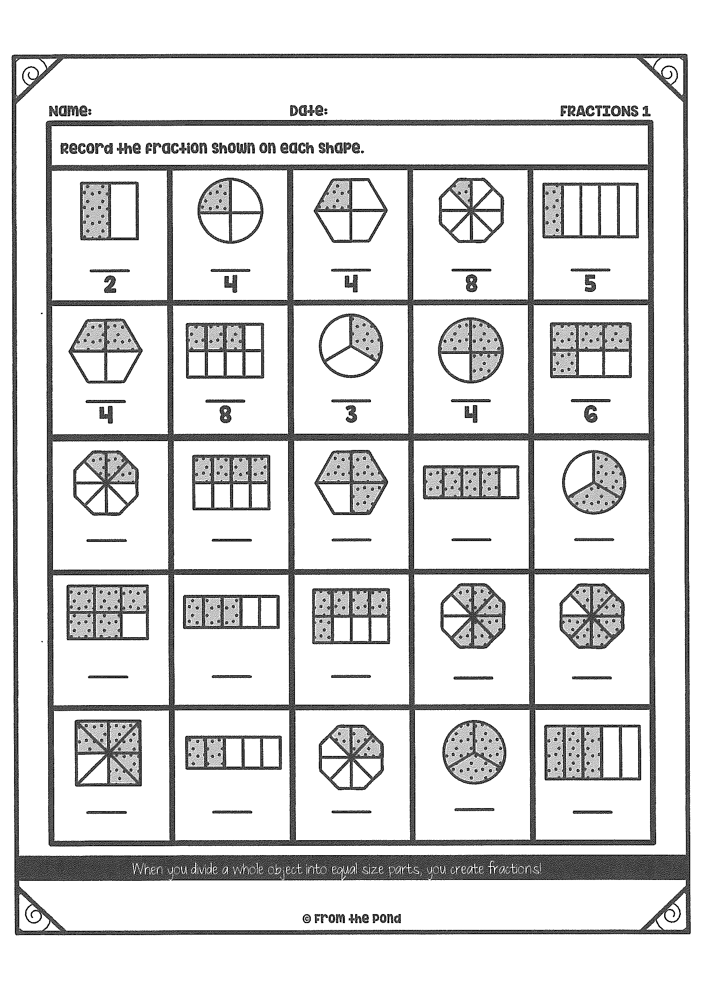 Name: Date: FRACTIONS 1
Record the fraction shown on each shape.
2 4 4 8 5
4 8 3 4 6
When you divide a whole object into equal size parts, you create fractions!
© From the Pond